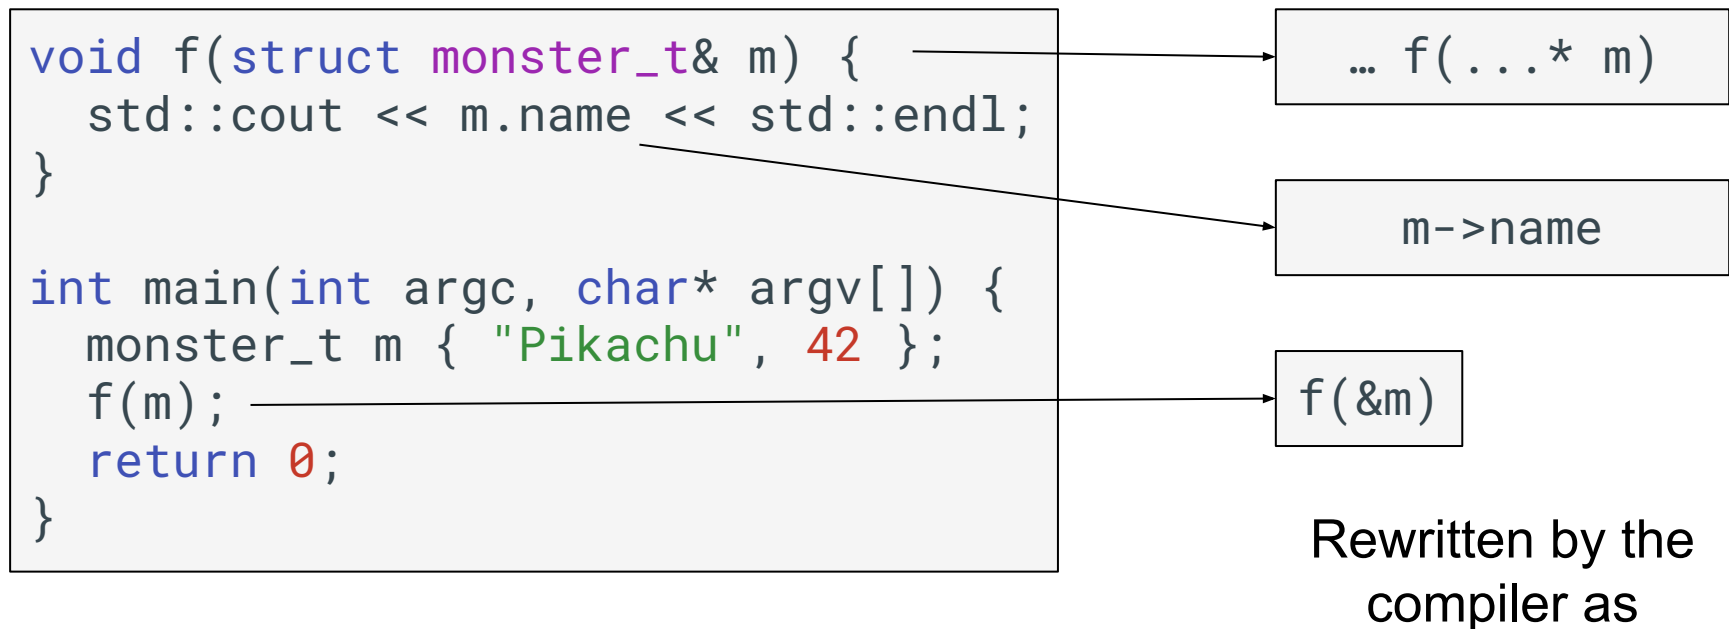 void f(struct monster_t& m) {
  std::cout << m.name << std::endl;
}

int main(int argc, char* argv[]) {
  monster_t m { "Pikachu", 42 };
  f(m);
  return 0;
}
… f(...* m)
m->name
f(&m)
Rewritten by the
compiler as